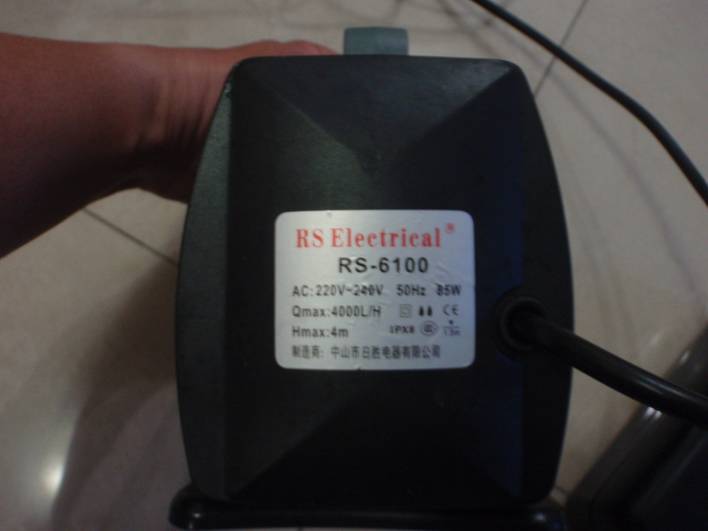 RS Electrical®
RS-6100
AC:220V~240V 50Hz 85W
Qmax:4000L/H CE
Hmax:4m IPX8
制造商: 中山市日胜电器有限公司